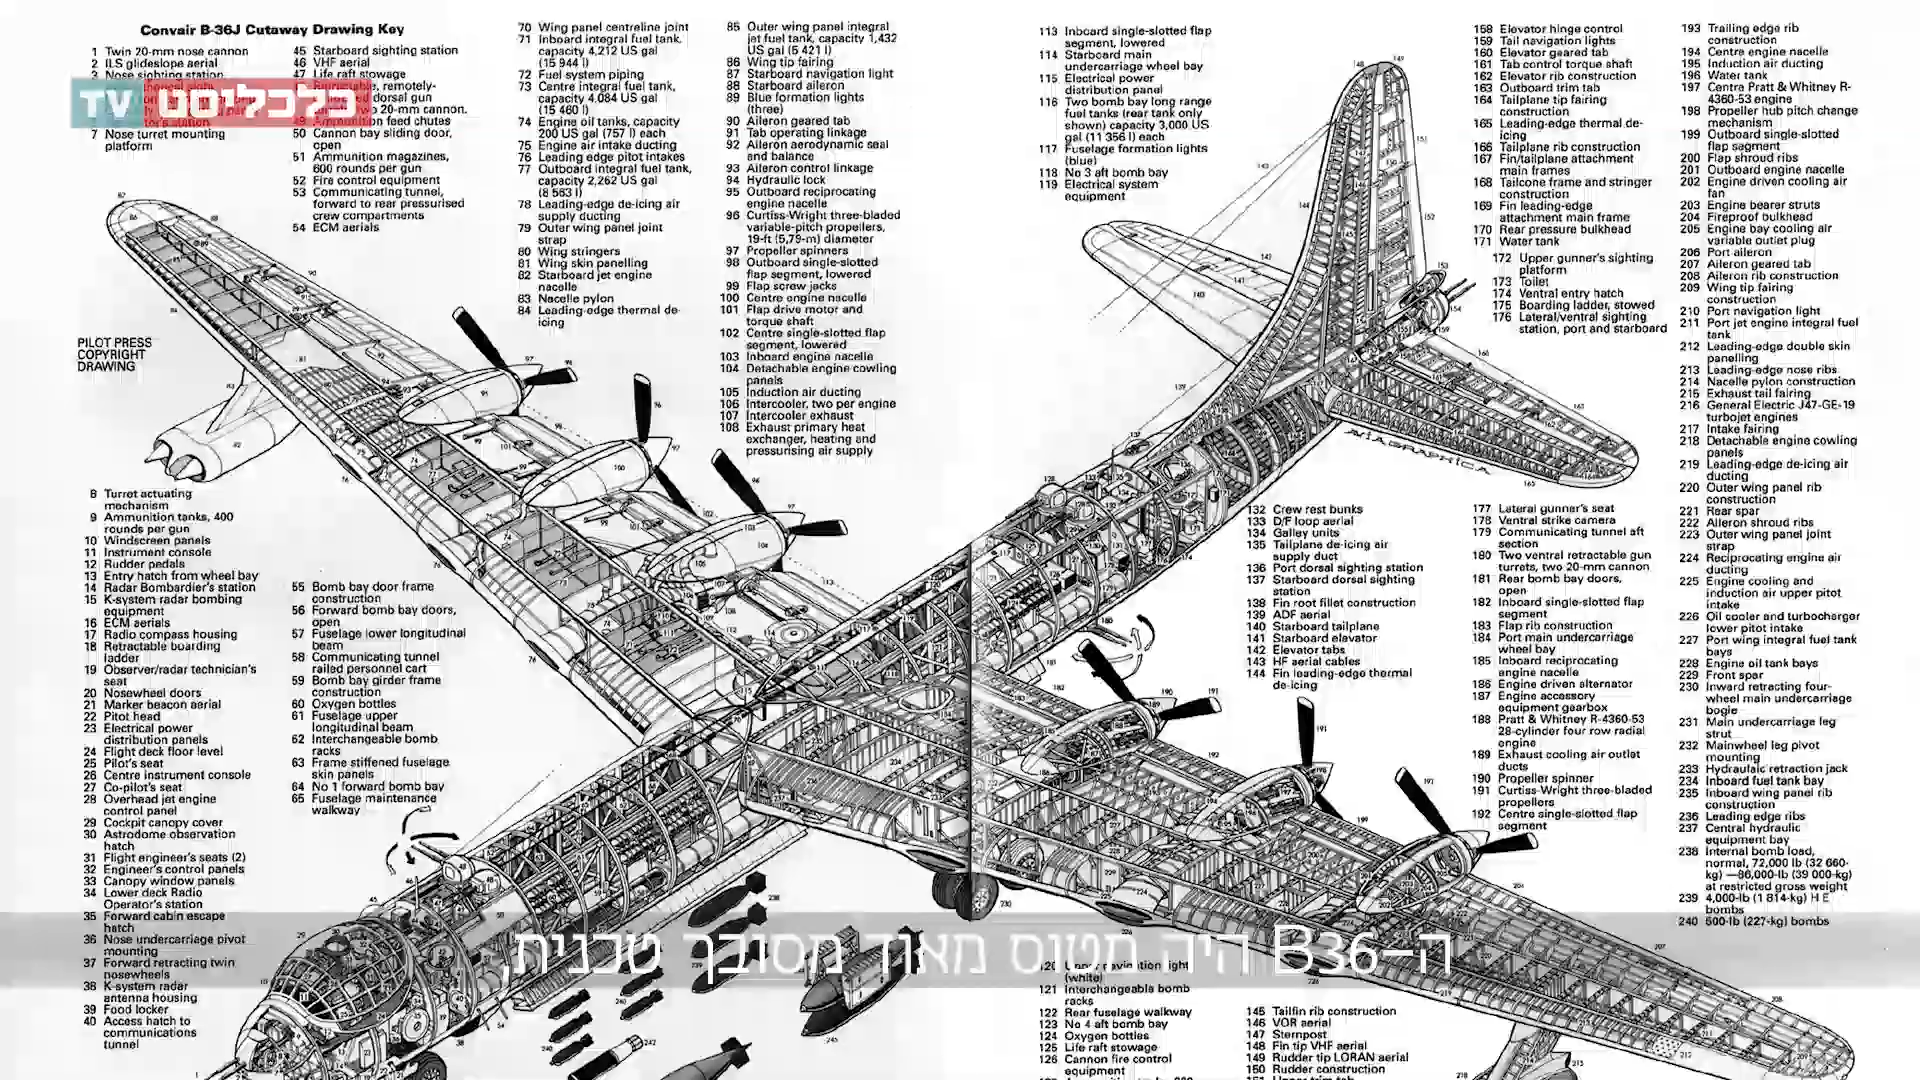 Convair B-36J Cutaway Drawing Key
1 Twin 20-mm nose cannon
2 ILS glideslope aerial
3 Nose sighting station
7 Nose turret mounting
platform
כלכליסט TV
45 Starboard sighting station
46 VHF aerial
47 Life raft stowage
remotely-
dorsal gun
20-mm cannon.
49 Ammunition feed chutes
50 Cannon bay sliding door,
open
51 Ammunition magazines,
600 rounds per gun
52 Fire control equipment
53 Communicating tunnel,
forward to rear pressurised
crew compartments
54 ECM aerials
70 Wing panel centreline joint
71 Inboard integral fuel tank,
capacity 4,212 US gal
(15 944 l)
72 Fuel system piping
73 Centre integral fuel tank,
capacity 4,084 US gal
(15 460 l)
74 Engine oil tanks, capacity
200 US gal (757 l) each
75 Engine air intake ducting
76 Leading edge pitot intakes
77 Outboard integral fuel tank,
capacity 2,262 US gal
(8 563 l)
78 Leading-edge de-icing air
supply ducting
79 Outer wing panel joint
strap
80 Wing stringers
81 Wing skin panelling
82 Starboard jet engine
nacelle
83 Nacelle pylon
84 Leading-edge thermal de-
icing
85 Outer wing panel integral
jet fuel tank, capacity 1,432
US gal (5 421 l)
86 Wing tip fairing
87 Starboard navigation light
88 Starboard aileron
89 Blue formation lights
(three)
90 Aileron geared tab
91 Tab operating linkage
92 Aileron aerodynamic seal
and balance
93 Aileron control linkage
94 Hydraulic lock
95 Outboard reciprocating
engine nacelle
96 Curtiss-Wright three-bladed
variable-pitch propellers,
19-ft (5,79-m) diameter
97 Propeller spinners
98 Outboard single-slotted
flap segment, lowered
99 Flap screw jacks
100 Centre engine nacelle
101 Flap drive motor and
torque shaft
102 Centre single-slotted flap
segment, lowered
103 Inboard engine nacelle
104 Detachable engine cowling
panels
105 Induction air ducting
106 Intercooler, two per engine
107 Intercooler exhaust
108 Exhaust primary heat
exchanger, heating and
pressurising air supply
113 Inboard single-slotted flap
segment, lowered
114 Starboard main
undercarriage wheel bay
115 Electrical power
distribution panel
116 Two bomb bay long range
fuel tanks (rear tank only
shown) capacity 3,000 US
gal (11 356 l) each
117 Fuselage formation lights
(blue)
118 No 3 aft bomb bay
119 Electrical system
equipment
158 Elevator hinge control
159 Tail navigation lights
160 Elevator geared tab
161 Tab control torque shaft
162 Elevator rib construction
163 Outboard trim tab
164 Tailplane tip fairing
construction
165 Leading-edge thermal de-
icing
166 Tailplane rib construction
167 Fin/tailplane attachment
main frames
168 Tailcone frame and stringer
construction
169 Fin leading-edge
attachment main frame
170 Rear pressure bulkhead
171 Water tank
172 Upper gunner's sighting
platform
173 Toilet
174 Ventral entry hatch
175 Boarding ladder, stowed
176 Lateral/ventral sighting
station, port and starboard
193 Trailing edge rib
construction
194 Centre engine nacelle
195 Induction air ducting
196 Water tank
197 Centre Pratt & Whitney R-
4360-53 engine
198 Propeller hub pitch change
mechanism
199 Outboard single-slotted
flap segment
200 Flap shroud ribs
201 Outboard engine nacelle
202 Engine driven cooling air
fan
203 Engine bearer struts
204 Fireproof bulkhead
205 Engine bay cooling air
variable outlet plug
206 Port aileron
207 Aileron geared tab
208 Aileron rib construction
209 Wing tip fairing
construction
210 Port navigation light
211 Port jet engine integral fuel
tank
212 Leading-edge double skin
panelling
213 Leading-edge nose ribs
214 Nacelle pylon construction
215 Exhaust tail fairing
216 General Electric J47-GE-19
turbojet engines
217 Intake fairing
218 Detachable engine cowling
panels
219 Leading-edge de-icing air
ducting
220 Outer wing panel rib
construction
221 Rear spar
222 Aileron shroud ribs
223 Outer wing panel joint
strap
224 Reciprocating engine air
ducting
225 Engine cooling and
induction air upper pitot
intake
226 Oil cooler and turbocharger
lower pitot intake
227 Port wing integral fuel tank
bays
228 Engine oil tank bays
229 Front spar
230 Inward retracting four-
wheel main undercarriage
bogie
231 Main undercarriage leg
strut
232 Mainwheel leg pivot
mounting
233 Hydraulaic retraction jack
234 Inboard fuel tank bay
235 Inboard wing panel rib
construction
236 Leading edge ribs
237 Central hydraulic
equipment bay
238 Internal bomb load,
normal, 72,000 lb (32 660-
kg) —86,000-lb (39 000-kg)
at restricted gross weight
239 4,000-lb (1 814-kg) H E
bombs
240 500-lb (227-kg) bombs
PILOT PRESS
COPYRIGHT
DRAWING
AVIAGRAPHICA
8 Turret actuating
mechanism
9 Ammunition tanks, 400
rounds per gun
10 Windscreen panels
11 Instrument console
12 Rudder pedals
13 Entry hatch from wheel bay
14 Radar Bombardier's station
15 K-system radar bombing
equipment
16 ECM aerials
17 Radio compass housing
18 Retractable boarding
ladder
19 Observer/radar technician's
seat
20 Nosewheel doors
21 Marker beacon aerial
22 Pitot head
23 Electrical power
distribution panels
24 Flight deck floor level
25 Pilot's seat
26 Centre instrument console
27 Co-pilot's seat
28 Overhead jet engine
control panel
29 Cockpit canopy cover
30 Astrodome observation
hatch
31 Flight engineer's seats (2)
32 Engineer's control panels
33 Canopy window panels
34 Lower deck Radio
Operator's station
35 Forward cabin escape
hatch
36 Nose undercarriage pivot
mounting
37 Forward retracting twin
nosewheels
38 K-system radar
antenna housing
39 Food locker
40 Access hatch to
communications
tunnel
55 Bomb bay door frame
construction
56 Forward bomb bay doors,
open
57 Fuselage lower longitudinal
beam
58 Communicating tunnel
railed personnel cart
59 Bomb bay girder frame
construction
60 Oxygen bottles
61 Fuselage upper
longitudinal beam
62 Interchangeable bomb
racks
63 Frame stiffened fuselage
skin panels
64 No 1 forward bomb bay
65 Fuselage maintenance
walkway
132 Crew rest bunks
133 D/F loop aerial
134 Galley units
135 Tailplane de-icing air
supply duct
136 Port dorsal sighting station
137 Starboard dorsal sighting
station
138 Fin root fillet construction
139 ADF aerial
140 Starboard tailplane
141 Starboard elevator
142 Elevator tabs
143 HF aerial cables
144 Fin leading-edge thermal
de-icing
177 Lateral gunner's seat
178 Ventral strike camera
179 Communicating tunnel aft
section
180 Two ventral retractable gun
turrets, two 20-mm cannon
181 Rear bomb bay doors,
open
182 Inboard single-slotted flap
segment
183 Flap rib construction
184 Port main undercarriage
wheel bay
185 Inboard reciprocating
engine nacelle
186 Engine driven alternator
187 Engine accessory
equipment gearbox
188 Pratt & Whitney R-4360-53
28-cylinder four row radial
engine
189 Exhaust cooling air outlet
ducts
190 Propeller spinner
191 Curtiss-Wright three-bladed
propellers
192 Centre single-slotted flap
segment
ה-B36 היה מטוס מאוד מסובך טכנית,
120 Upper navigation light
(white)
121 Interchangeable bomb
racks
122 Rear fuselage walkway
123 No 4 aft bomb bay
124 Oxygen bottles
125 Life raft stowage
126 Cannon fire control
equipment
145 Tailfin rib construction
146 VOR aerial
147 Sternpost
148 Fin tip VHF aerial
149 Rudder tip LORAN aerial
150 Rudder construction